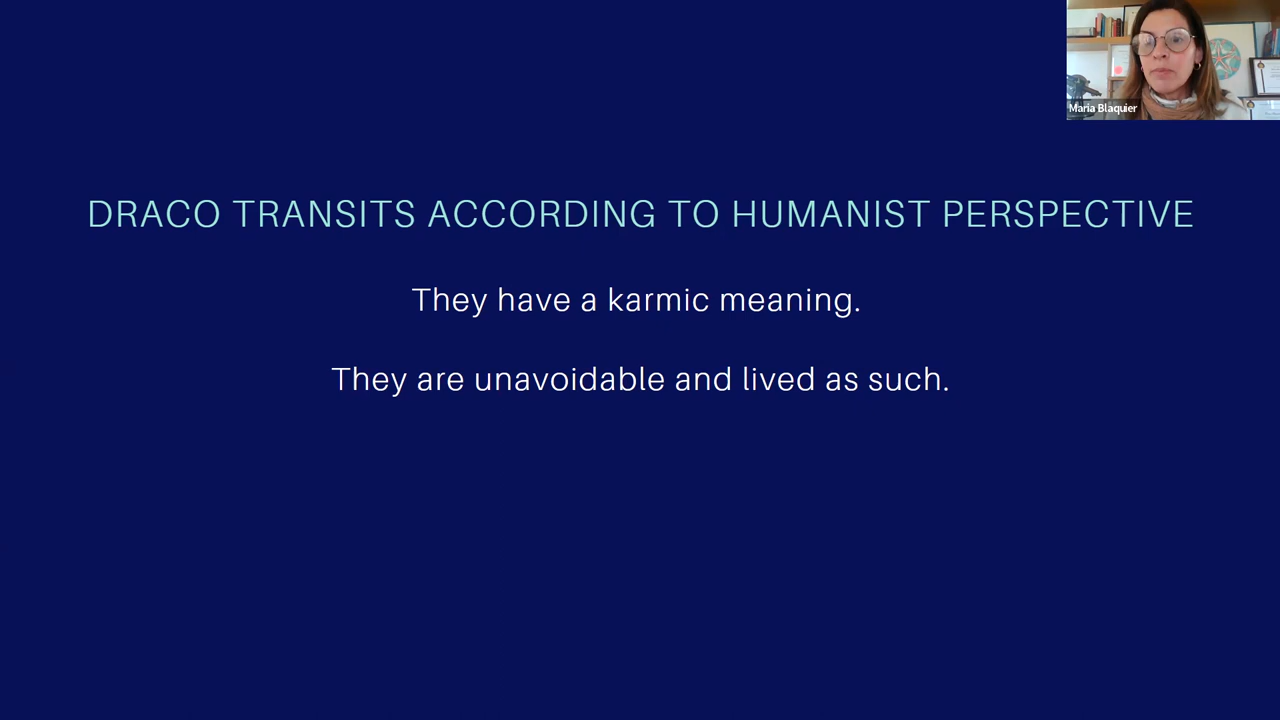 Maria Blaquier
DRACO TRANSITS ACCORDING TO HUMANIST PERSPECTIVE
They have a karmic meaning.
They are unavoidable and lived as such.